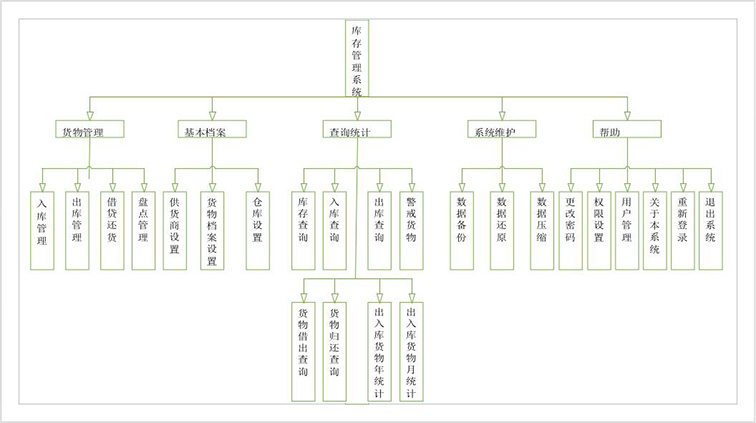 库存管理系统
货物管理
基本档案
查询统计
系统维护
帮助
入库管理
出库管理
借贷还货
盘点管理
供货商设置
货物档案设置
仓库设置
库存查询
入库查询
出库查询
警戒货物
数据备份
数据还原
数据压缩
更改密码
权限设置
用户管理
关于本系统
重新登录
退出系统
货物借出查询
货物归还查询
出入库货物年统计
出入库货物月统计